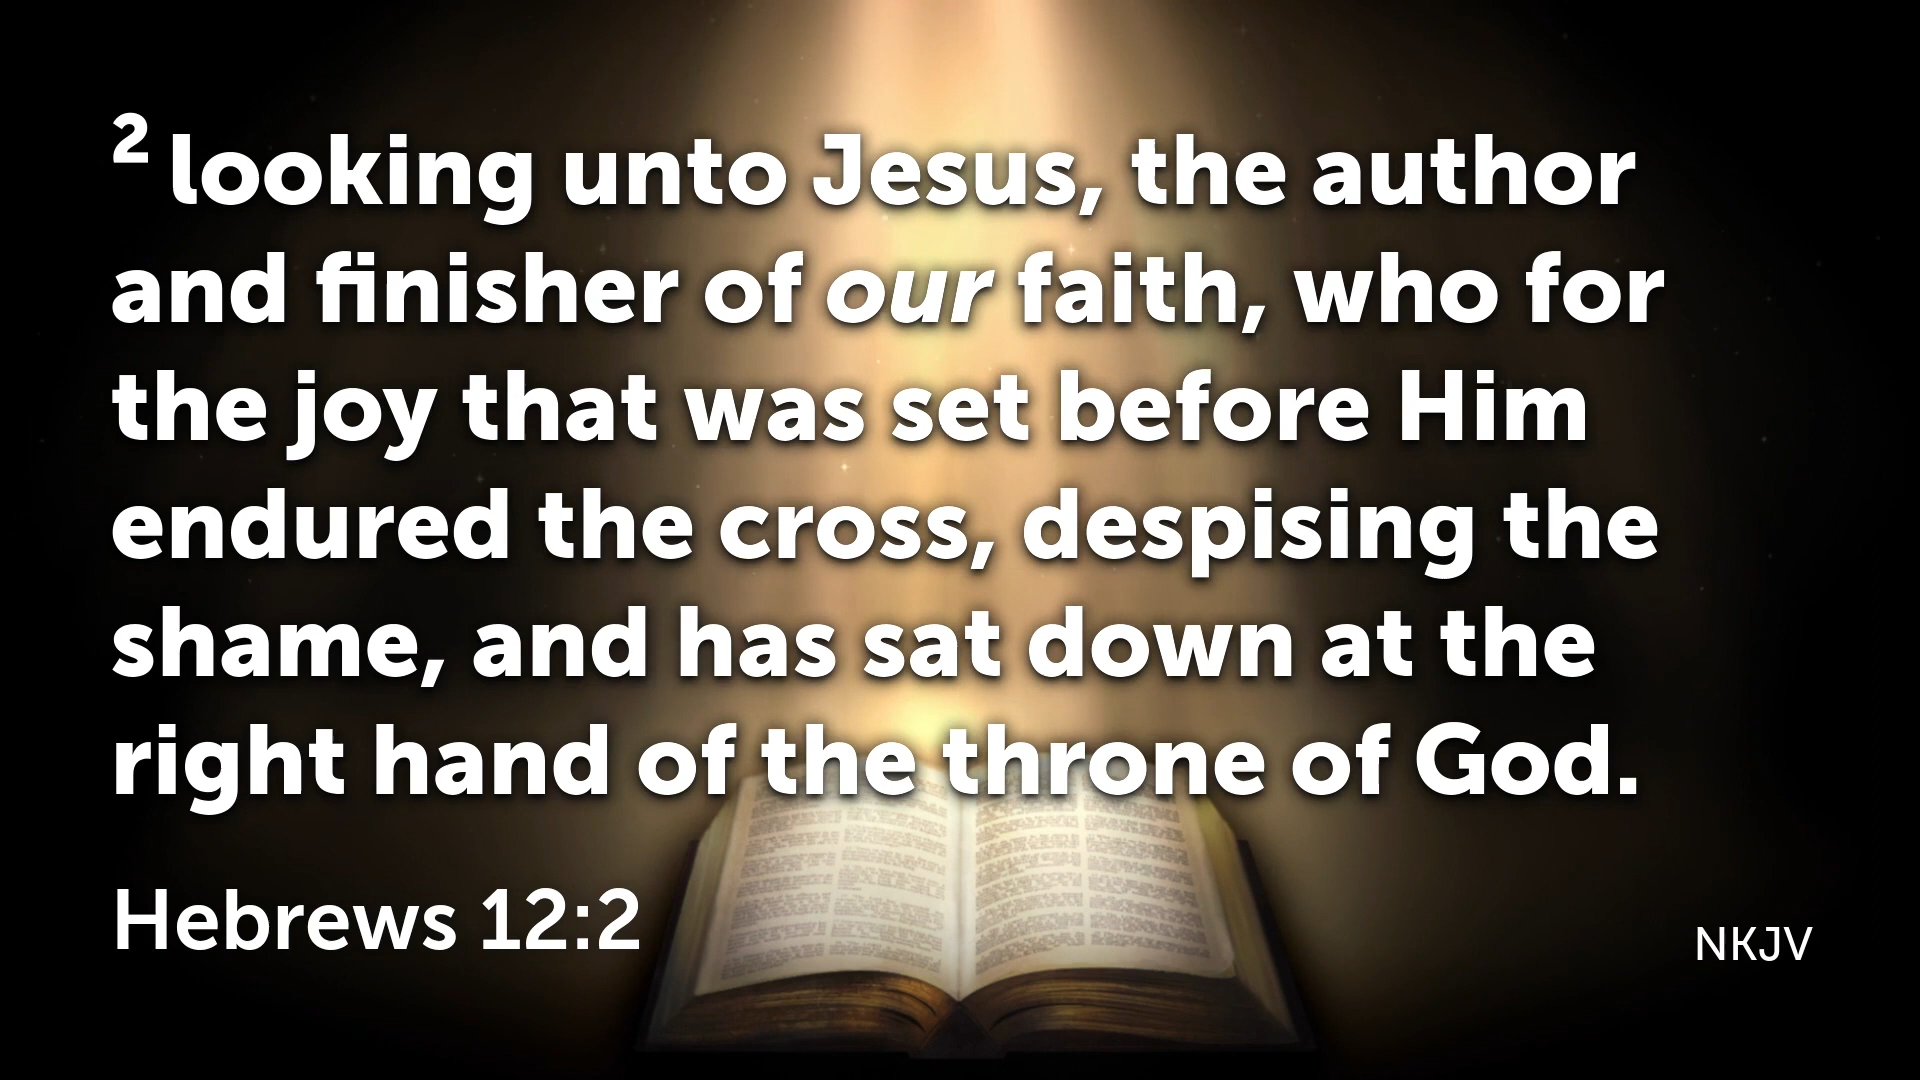 2 looking unto Jesus, the author
and finisher of our faith, who for
the joy that was set before Him
endured the cross, despising the
shame, and has sat down at the
right hand of the throne of God.
Hebrews 12:2
NKJV